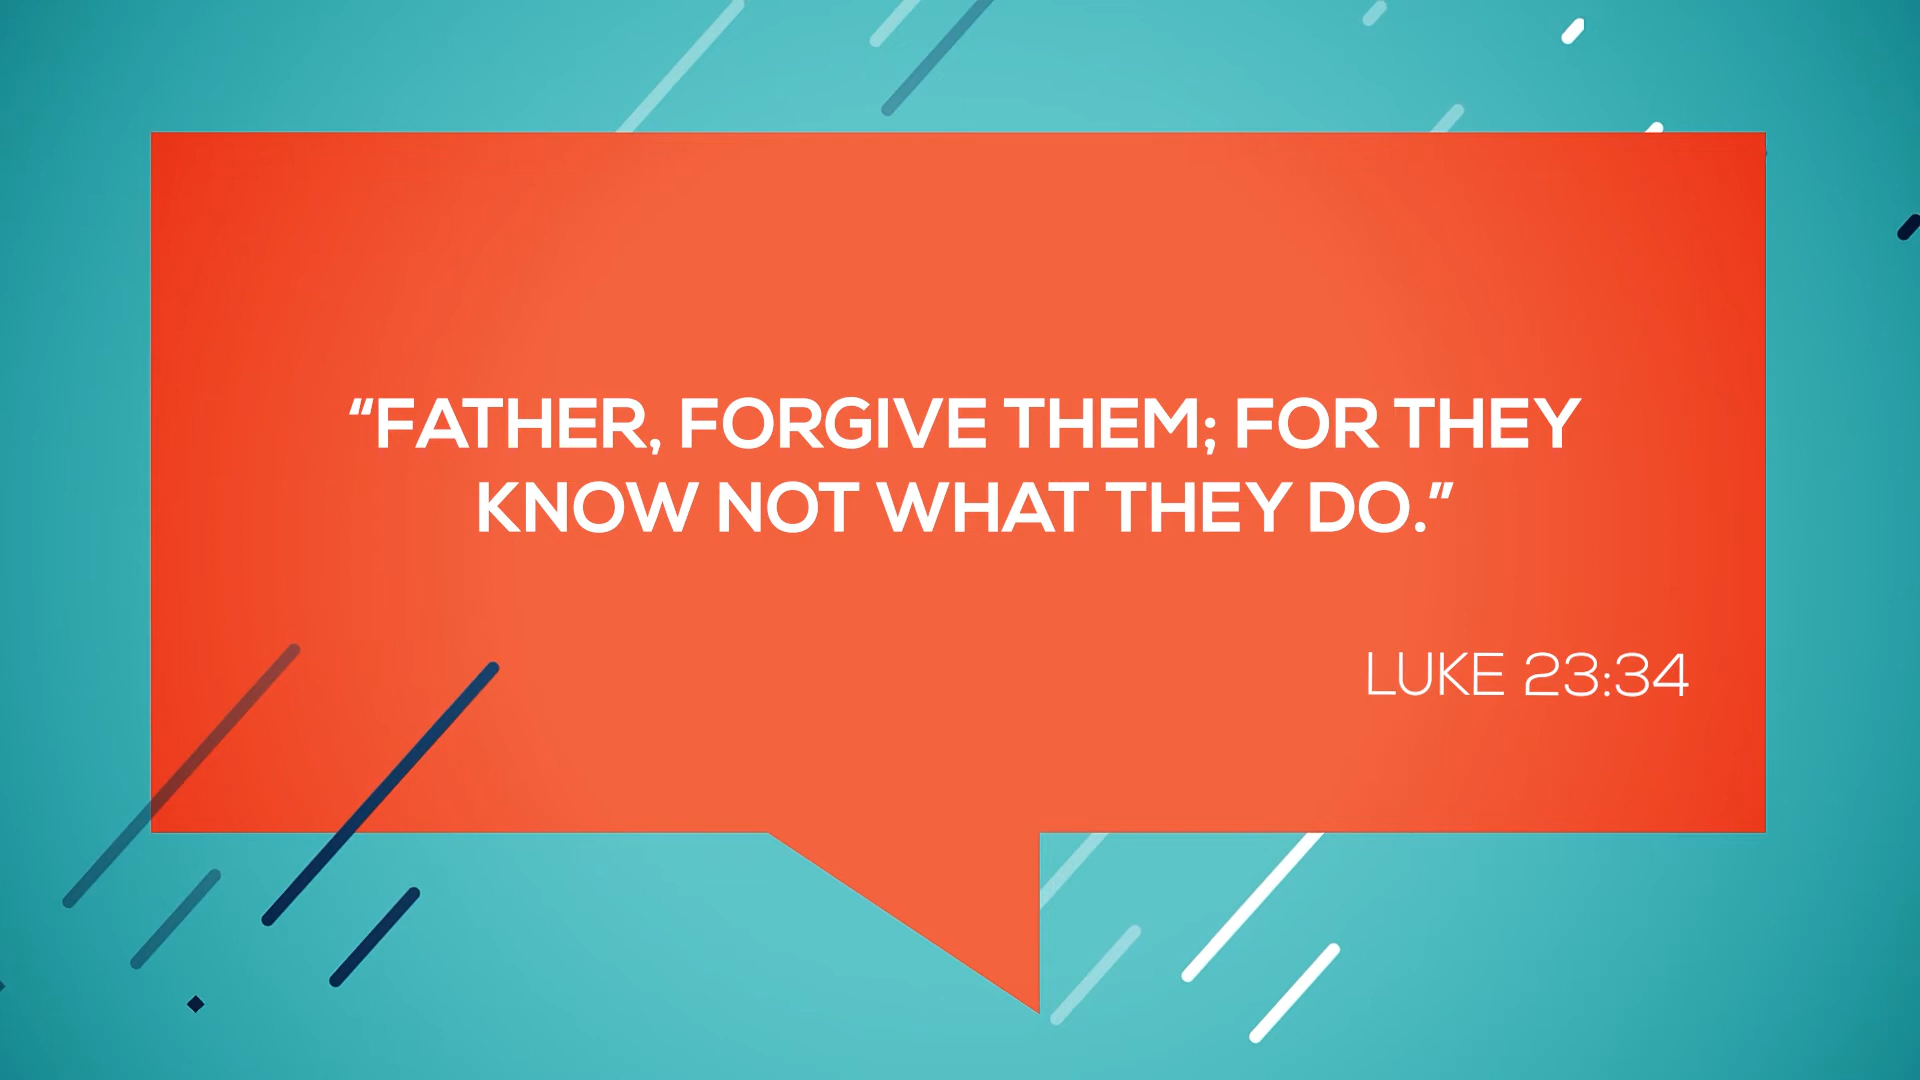 “FATHER, FORGIVE THEM; FOR THEY
KNOW NOT WHAT THEY DO.”
LUKE 23:34